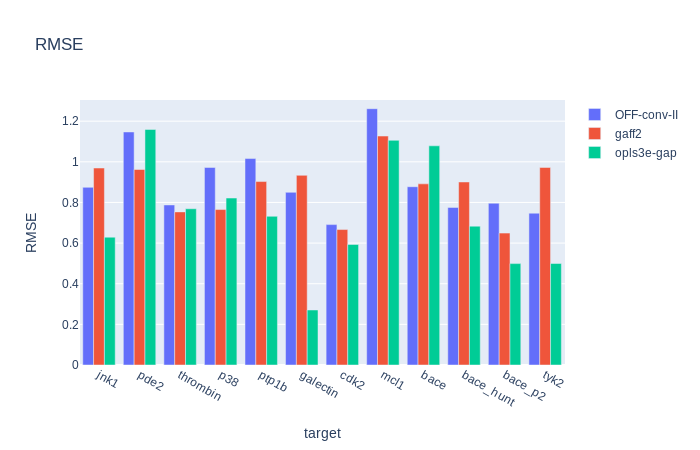 RMSE
OFF-conv-II
gaff2
opls3e-gap
RMSE
1.2
1
0.8
0.6
0.4
0.2
0
jnk1
pde2
thrombin
p38
ptp1b
galectin
cdk2
mcl1
bace
bace_hunt
bace_p2
tyk2
target